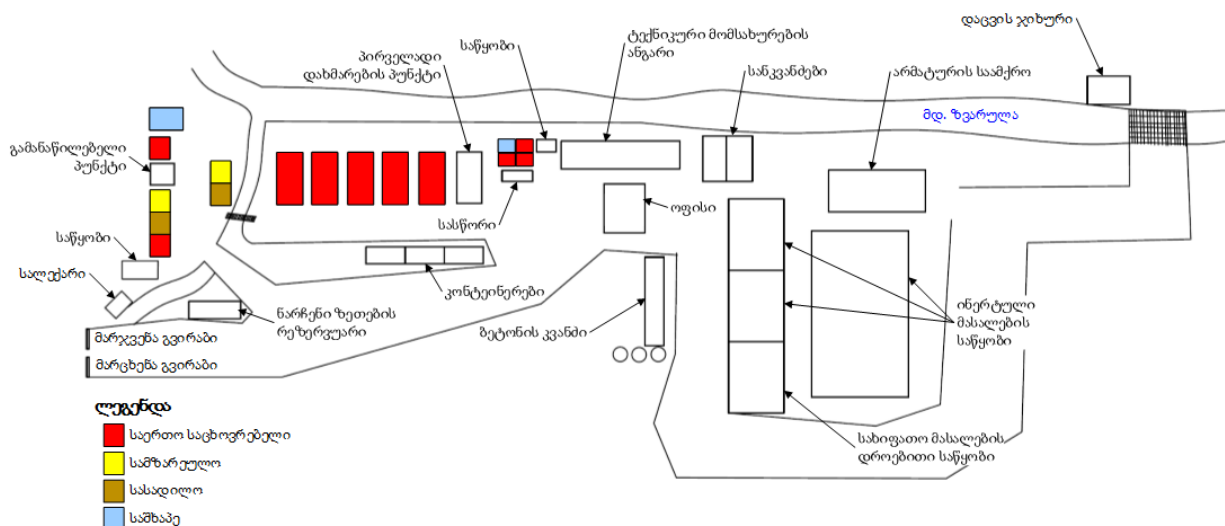 დაცვის ჯიხური
საწყობი
ტექნიკური მომსახურების
ანგარი
პირველადი
დახმარების პუნქტი
სანკვანძები
არმატურის საამქრო
მდ. ზვარულა
გამანაწილებელი
პუნქტი
სასწორი
ოფისი
საწყობი
სალექარი
კონტეინერები
ნარჩენი ზეთების
რეზერვუარი
ბეტონის კვანძი
ინერტული
მასალების
საწყობი
მარჯვენა გვირაბი
მარცხენა გვირაბი
ლეგენდა
საერთო საცხოვრებელი
სამზარეულო
სასადილო
საშხაპე
სახიფათო მასალების
დროებითი საწყობი